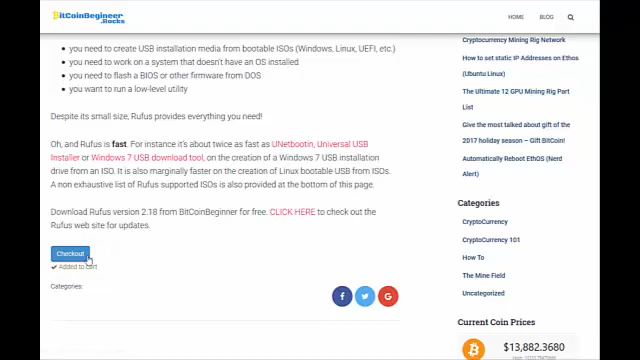 BitCoinBegineer
.Rocks
HOME
BLOG
• you need to create USB installation media from bootable ISOs (Windows, Linux, UEFI, etc.)
• you need to work on a system that doesn't have an OS installed
• you need to flash a BIOS or other firmware from DOS
• you want to run a low-level utility
Despite its small size, Rufus provides everything you need!
Oh, and Rufus is fast. For instance it's about twice as fast as UNetbootin, Universal USB
Installer or Windows 7 USB download tool, on the creation of a Windows 7 USB installation
drive from an ISO. It is also marginally faster on the creation of Linux bootable USB from ISOs.
A non exhaustive list of Rufus supported ISOs is also provided at the bottom of this page.
Download Rufus version 2.18 from BitCoinBeginner for free. CLICK HERE to check out the
Rufus web site for updates.
Checkout
Added to cart
Categories:
Cryptocurrency Mining Rig Network
How to set static IP Addresses on Ethos
(Ubuntu Linux)
The Ultimate 12 GPU Mining Rig Part
List
Give the most talked about gift of the
2017 holiday season – Gift BitCoin!
Automatically Reboot EthOS (Nerd
Alert)
Categories
CryptoCurrency
CryptoCurrency 101
How To
The Mine Field
Uncategorized
Current Coin Prices
$13,882.3680